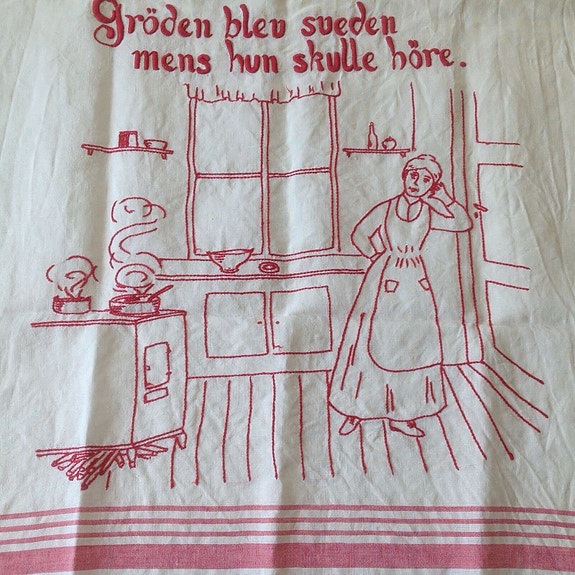 Gröden blev sveden
mens hun skulle höre.